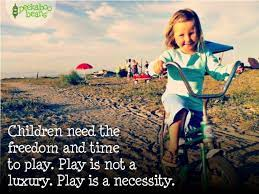 peekaboo
beans
Children need the
freedom and time
to play. Play is not a
luxury. Play is a necessity.